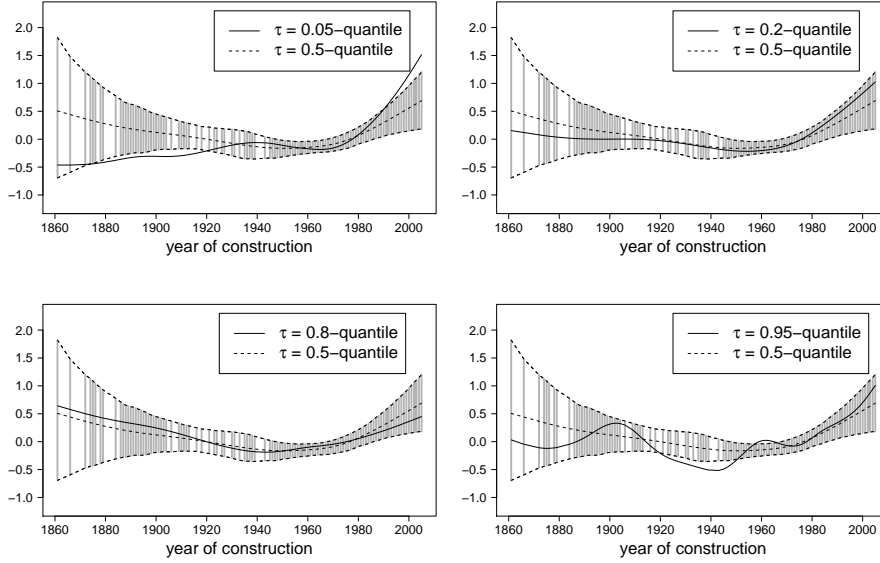 τ = 0.05−quantile
τ = 0.5−quantile
2.0
1.5
1.0
0.5
0.0
−0.5
−1.0
1860 1880 1900 1920 1940 1960 1980 2000
year of construction
τ = 0.2−quantile
τ = 0.5−quantile
2.0
1.5
1.0
0.5
0.0
−0.5
−1.0
1860 1880 1900 1920 1940 1960 1980 2000
year of construction
τ = 0.8−quantile
τ = 0.5−quantile
2.0
1.5
1.0
0.5
0.0
−0.5
−1.0
1860 1880 1900 1920 1940 1960 1980 2000
year of construction
τ = 0.95−quantile
τ = 0.5−quantile
2.0
1.5
1.0
0.5
0.0
−0.5
−1.0
1860 1880 1900 1920 1940 1960 1980 2000
year of construction